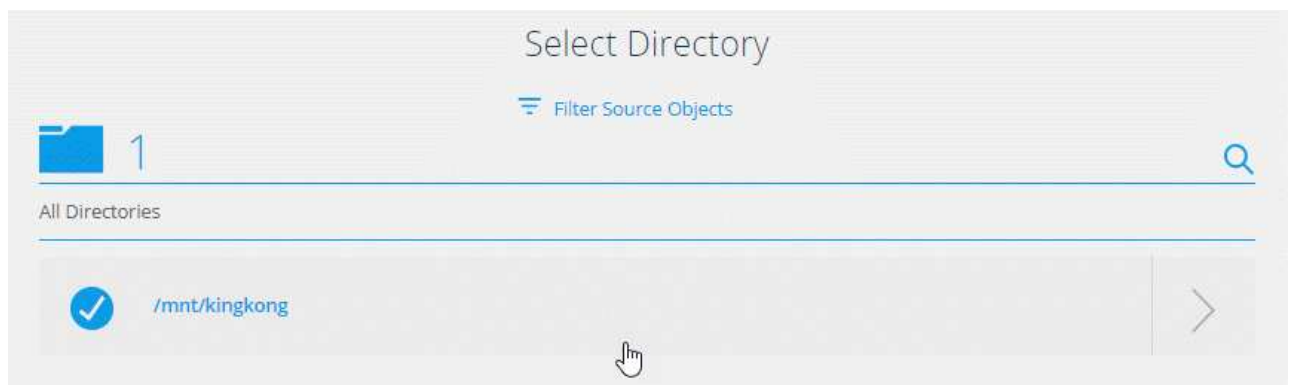 Select Directory
Filter Source Objects
1
All Directories
/mnt/kingkong